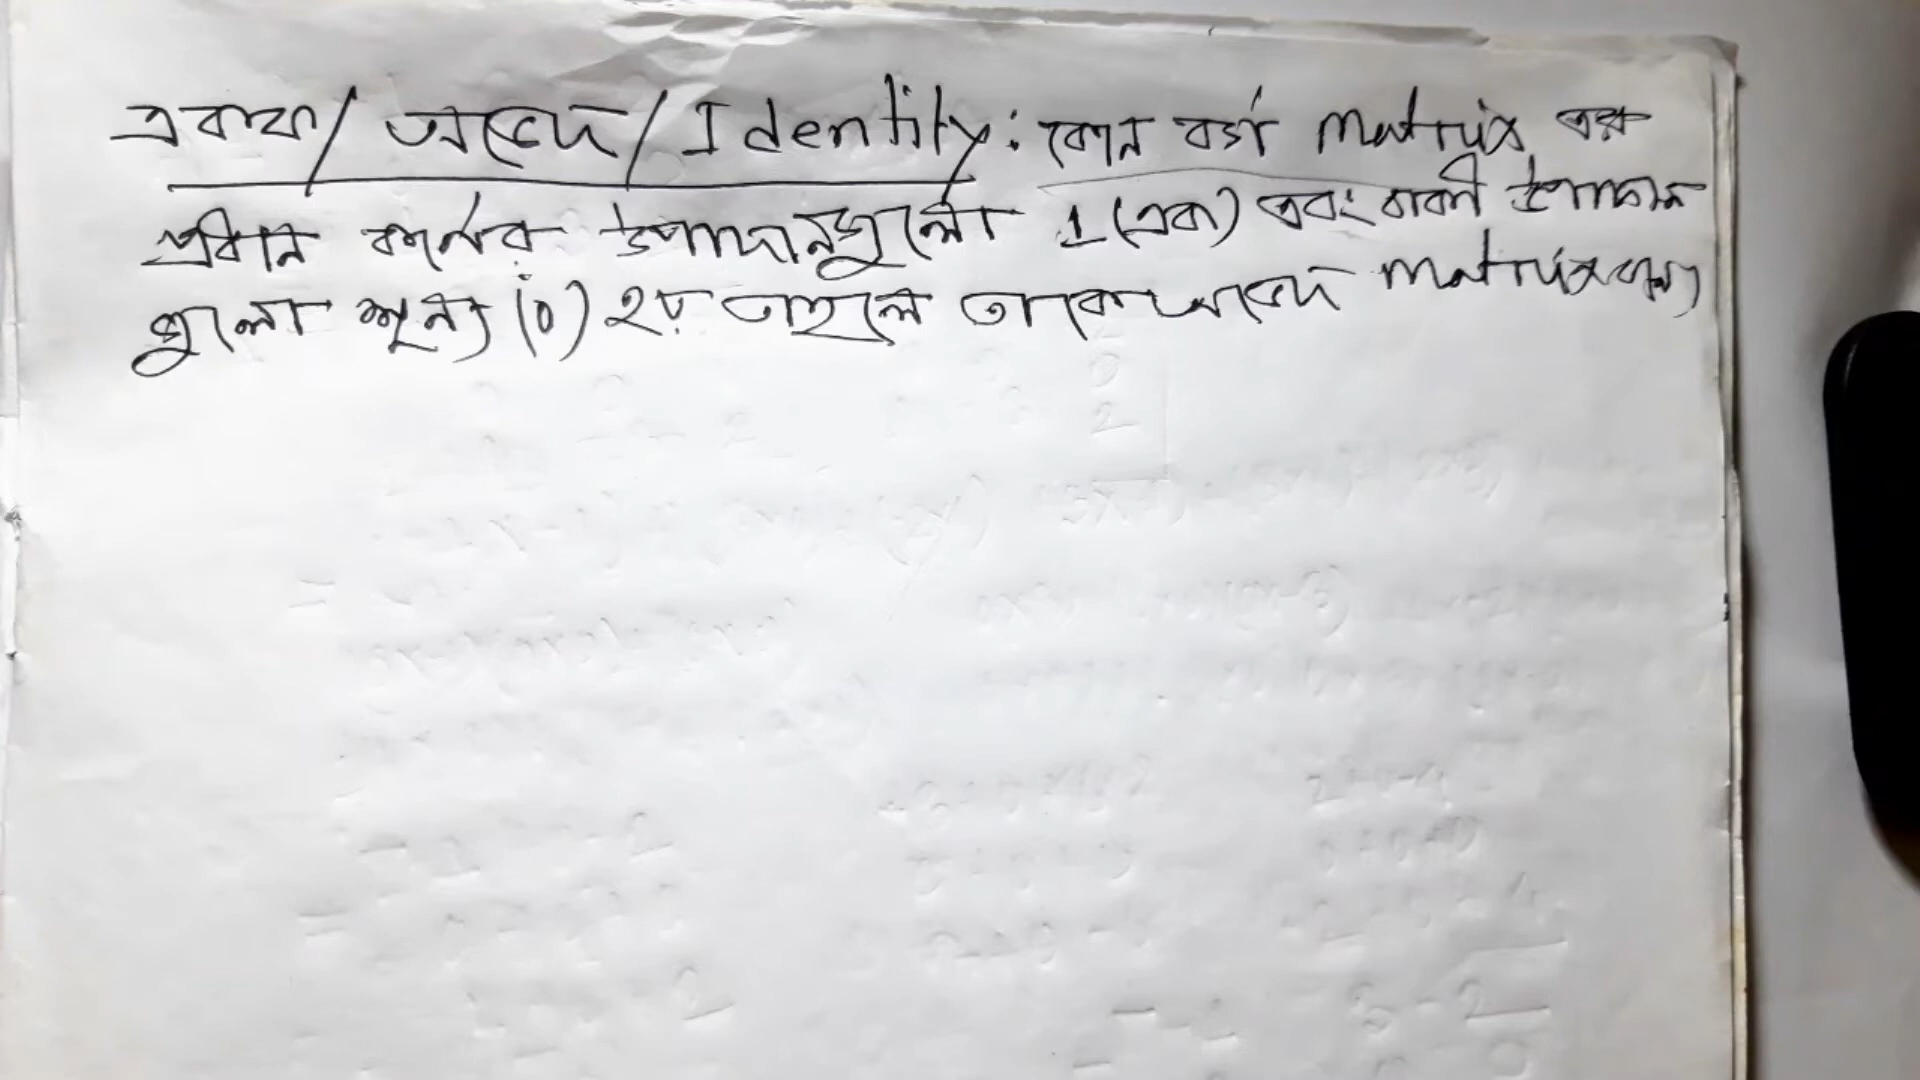 একক/অভেদ/Identity: কোন বর্গ matrix এর
প্রধান কর্নের উপাদানগুলো 1 (এক) এবং বাকী উপাদান
গুলো শূন্য (0) হয় তাহলে তাকে অভেদ matrix বলে